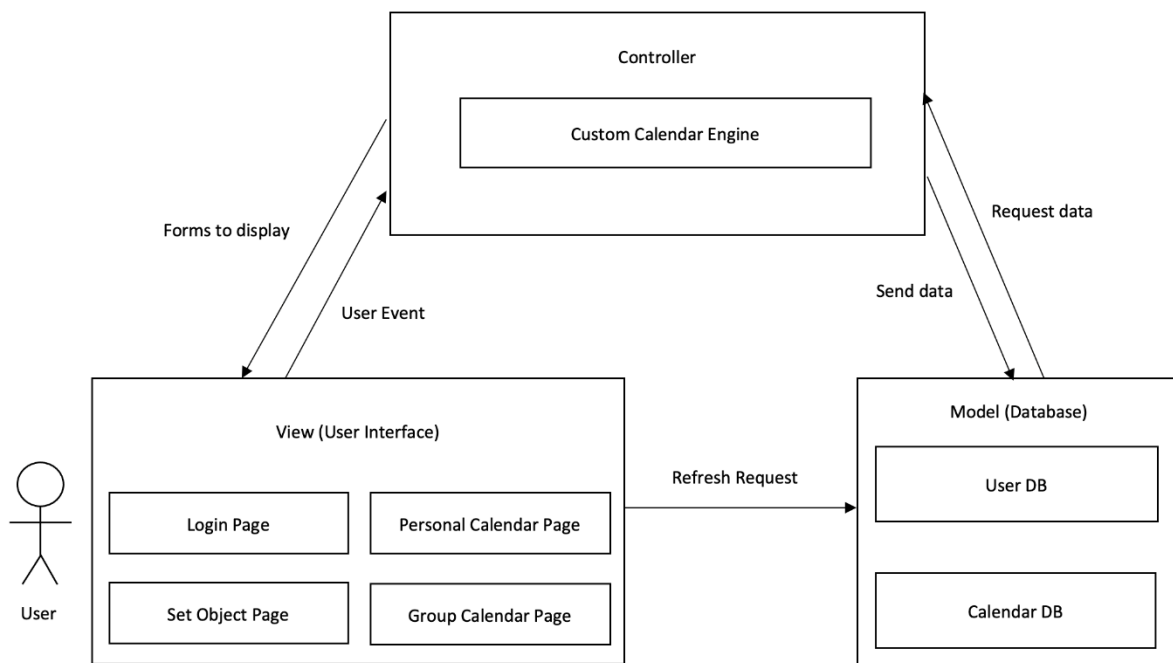 Controller
Custom Calendar Engine
Forms to display
User Event
Request data
Send data
View (User Interface)
Login Page
Personal Calendar Page
Set Object Page
Group Calendar Page
User
Refresh Request
Model (Database)
User DB
Calendar DB